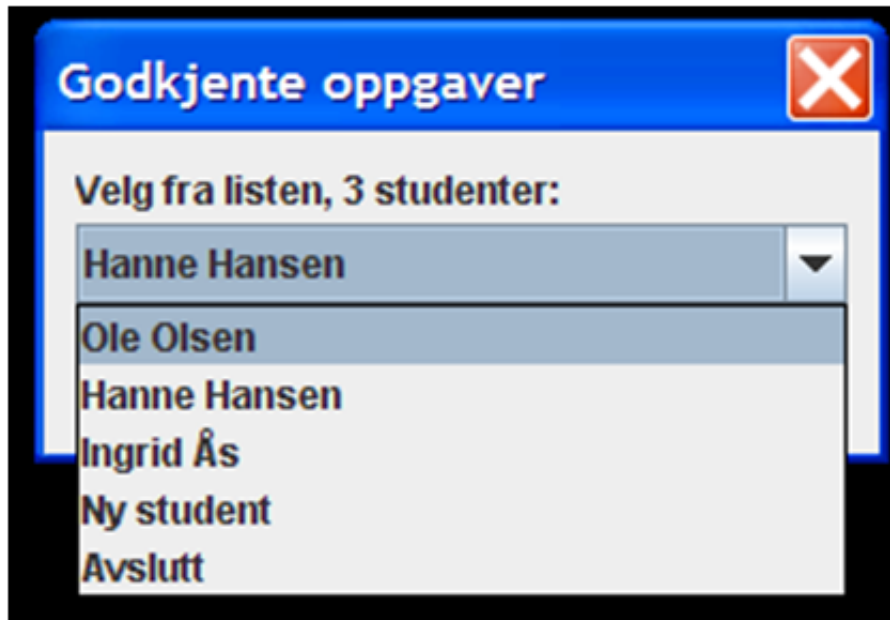 Godkjente oppgaver
Velg fra listen, 3 studenter:
Hanne Hansen
Ole Olsen
Hanne Hansen
Ingrid Ås
Ny student
Avslutt